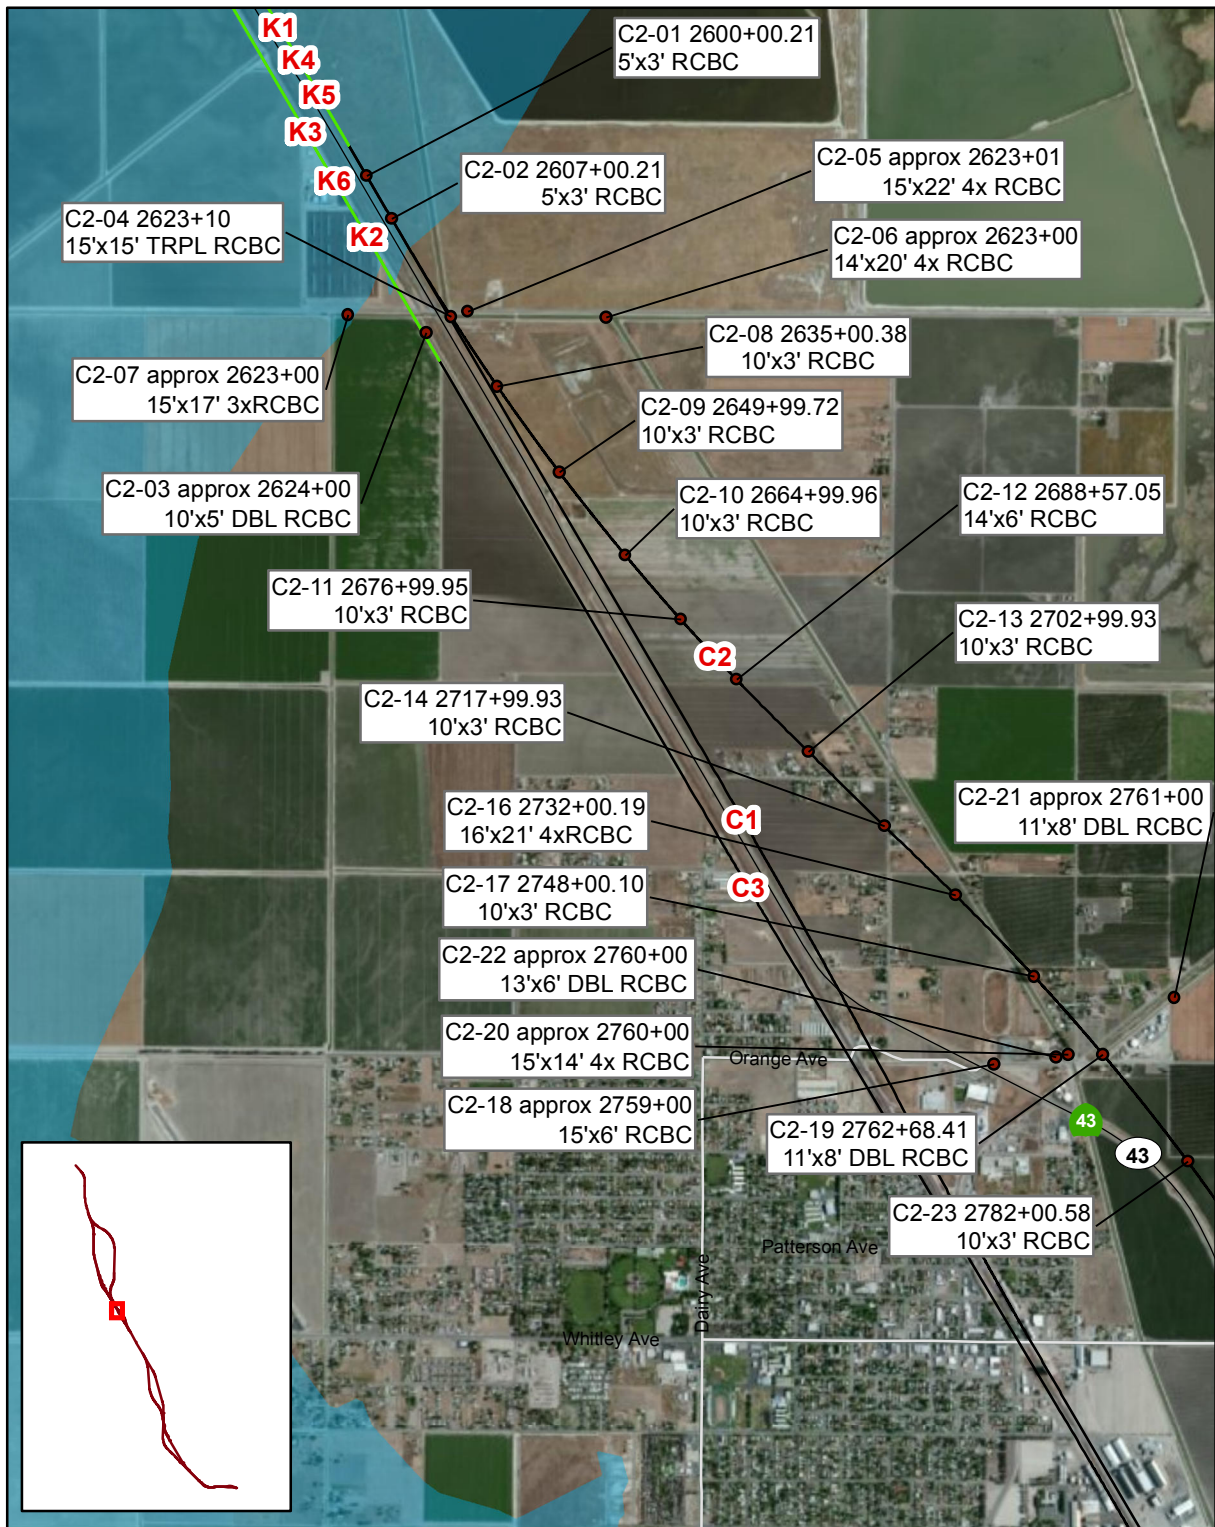 K1
K4
K5
K3
K6
K2
C2-01 2600+00.21
5'x3' RCBC
C2-02 2607+00.21
5'x3' RCBC
C2-05 approx 2623+01
15'x22' 4x RCBC
C2-04 2623+10
15'x15' TRPL RCBC
C2-06 approx 2623+00
14'x20' 4x RCBC
C2-08 2635+00.38
10'x3' RCBC
C2-07 approx 2623+00
15'x17' 3xRCBC
C2-09 2649+99.72
10'x3' RCBC
C2-03 approx 2624+00
10'x5' DBL RCBC
C2-10 2664+99.96
10'x3' RCBC
C2-12 2688+57.05
14'x6' RCBC
C2-11 2676+99.95
10'x3' RCBC
C2-13 2702+99.93
10'x3' RCBC
C2
C2-14 2717+99.93
10'x3' RCBC
C2-21 approx 2761+00
11'x8' DBL RCBC
C2-16 2732+00.19
16'x21' 4xRCBC
C1
C3
C2-17 2748+00.10
10'x3' RCBC
C2-22 approx 2760+00
13'x6' DBL RCBC
C2-20 approx 2760+00
15'x14' 4x RCBC
Orange Ave
C2-18 approx 2759+00
15'x6' RCBC
C2-19 2762+68.41
11'x8' DBL RCBC
43
43
C2-23 2782+00.58
10'x3' RCBC
Patterson Ave
Dairy Ave
Whitley Ave